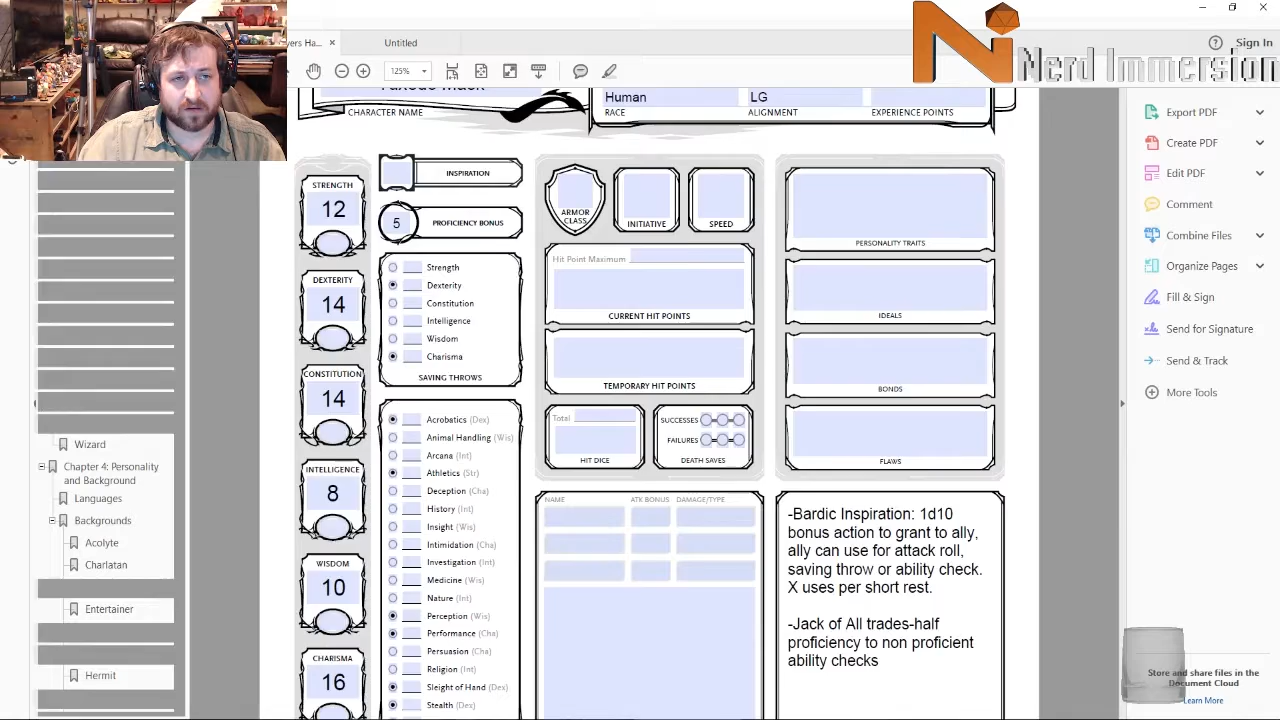 Nerd Immersion
ers Ha...
Untitled
Sign In
125%
Tuxedo Mack
CHARACTER NAME
Human
LG
RACE
ALIGNMENT
EXPERIENCE POINTS
STRENGTH
12
DEXTERITY
14
CONSTITUTION
14
INTELLIGENCE
8
WISDOM
10
CHARISMA
16
INSPIRATION
5
PROFICIENCY BONUS
Strength
Dexterity
Constitution
Intelligence
Wisdom
Charisma
SAVING THROWS
Acrobatics (Dex)
Animal Handling (Wis)
Arcana (Int)
Athletics (Str)
Deception (Cha)
History (Int)
Insight (Wis)
Intimidation (Cha)
Investigation (Int)
Medicine (Wis)
Nature (Int)
Perception (Wis)
Performance (Cha)
Persuasion (Cha)
Religion (Int)
Sleight of Hand (Dex)
Stealth (Dex)
ARMOR
CLASS
INITIATIVE
SPEED
Hit Point Maximum
CURRENT HIT POINTS
TEMPORARY HIT POINTS
Total
HIT DICE
SUCCESSES
FAILURES
DEATH SAVES
NAME
ATK BONUS
DAMAGE/TYPE
PERSONALITY TRAITS
IDEALS
BONDS
FLAWS
-Bardic Inspiration: 1d10
bonus action to grant to ally,
ally can use for attack roll,
saving throw or ability check.
X uses per short rest.
-Jack of All trades-half
proficiency to non proficient
ability checks
Wizard
Chapter 4: Personality
and Background
Languages
Backgrounds
Acolyte
Charlatan
Entertainer
Hermit
Export PDF
Create PDF
Edit PDF
Comment
Combine Files
Organize Pages
Fill & Sign
Send for Signature
Send & Track
More Tools
Store and share files in the
Document Cloud
Learn More